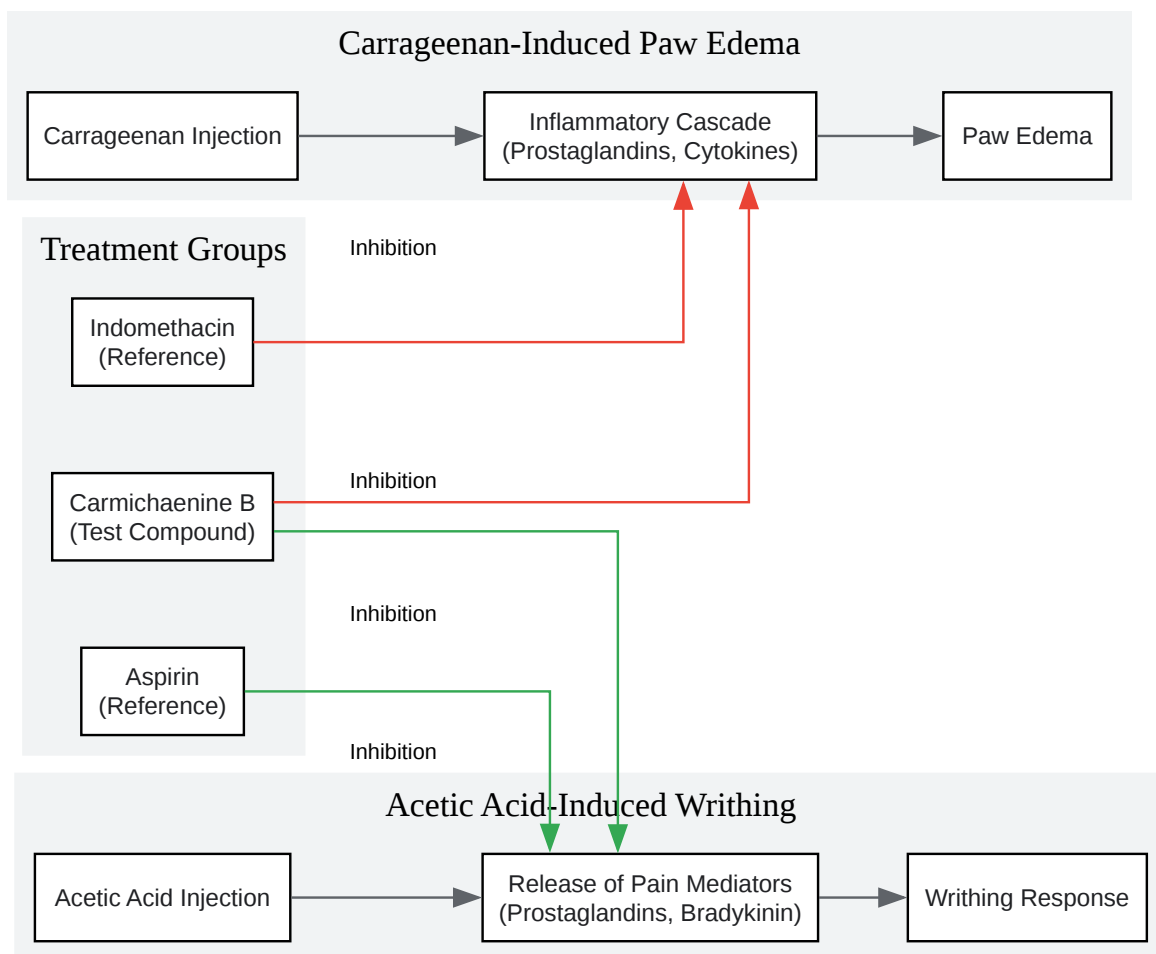 Carrageenan-Induced Paw Edema
Carrageenan Injection
Inflammatory Cascade
(Prostaglandins, Cytokines)
Paw Edema
Treatment Groups
Inhibition
Indomethacin
(Reference)
Inhibition
Carmichaenine B
(Test Compound)
Inhibition
Aspirin
(Reference)
Inhibition
Acetic Acid-Induced Writhing
Acetic Acid Injection
Release of Pain Mediators
(Prostaglandins, Bradykinin)
Writhing Response